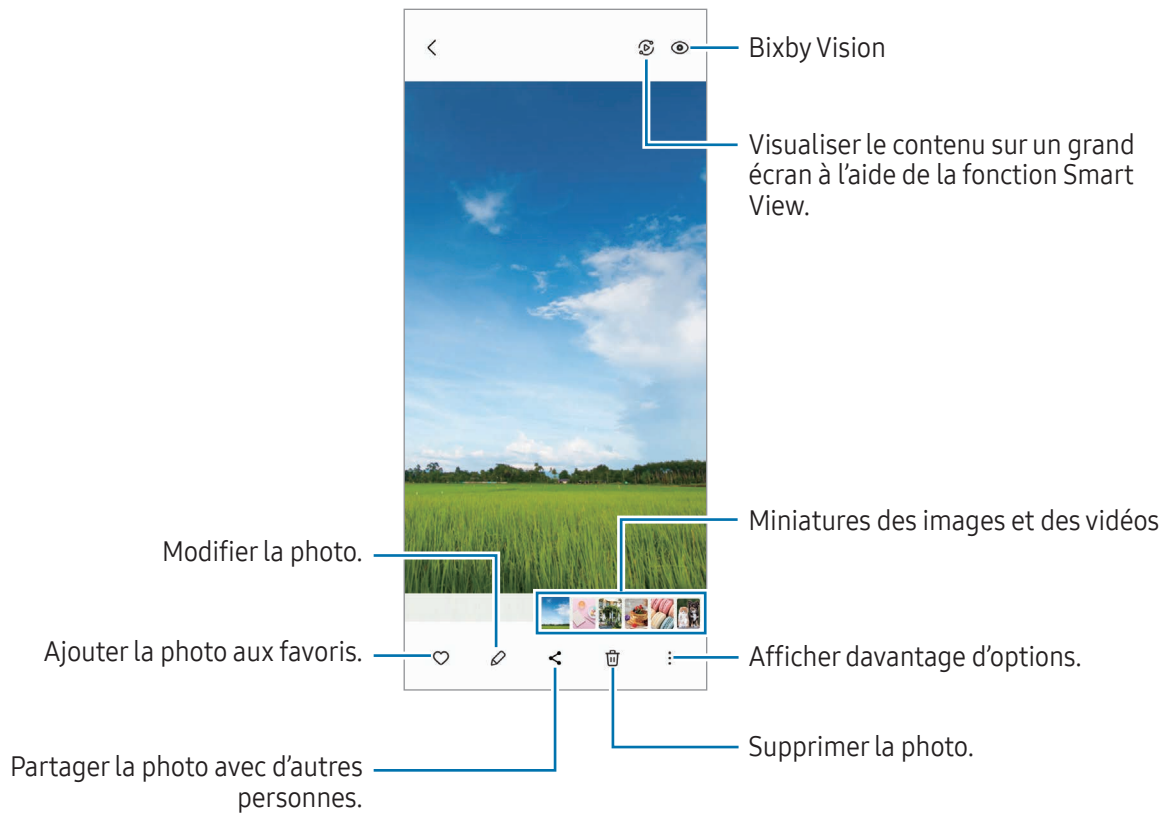 Bixby Vision
Visualiser le contenu sur un grand
écran à l'aide de la fonction Smart
View.
Miniatures des images et des vidéos
Modifier la photo.
Ajouter la photo aux favoris.
Afficher davantage d'options.
Supprimer la photo.
Partager la photo avec d'autres
personnes.